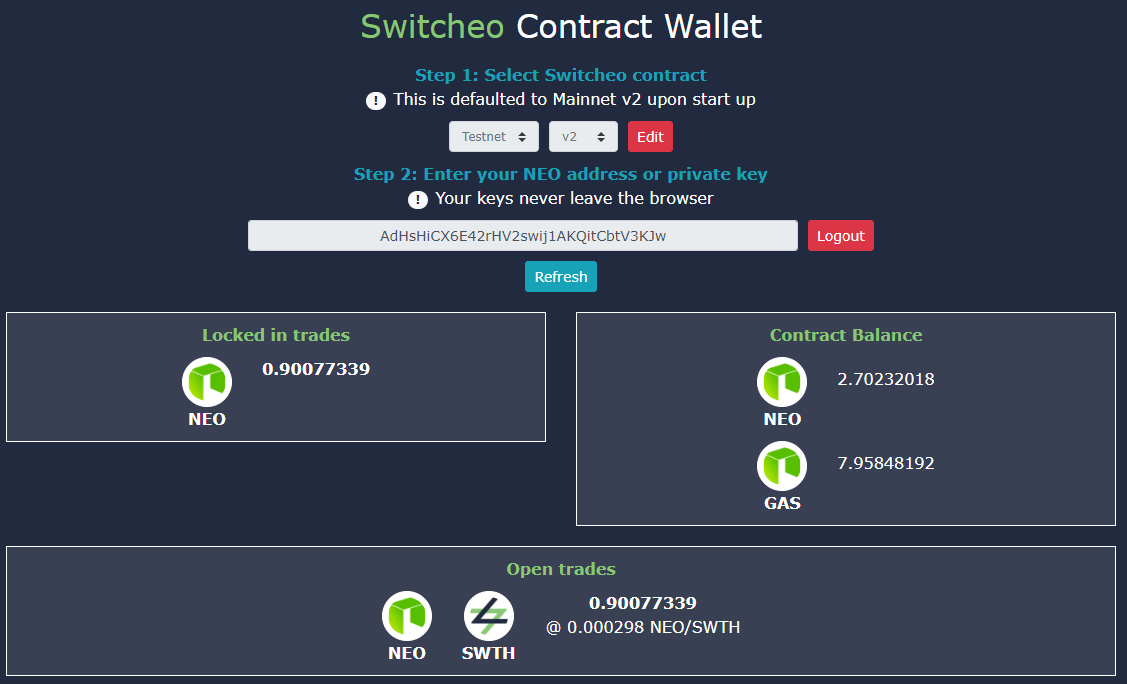 Switcheo Contract Wallet
Step 1: Select Switcheo contract
! This is defaulted to Mainnet v2 upon start up
Testnet v2 Edit
Step 2: Enter your NEO address or private key
! Your keys never leave the browser
AdHsHiCX6E42rHV2swij1AKQitCbtV3KJw Logout
Refresh
Locked in trades
0.90077339
NEO
Contract Balance
2.70232018
NEO
7.95848192
GAS
Open trades
0.90077339
@ 0.000298 NEO/SWTH
NEO SWTH